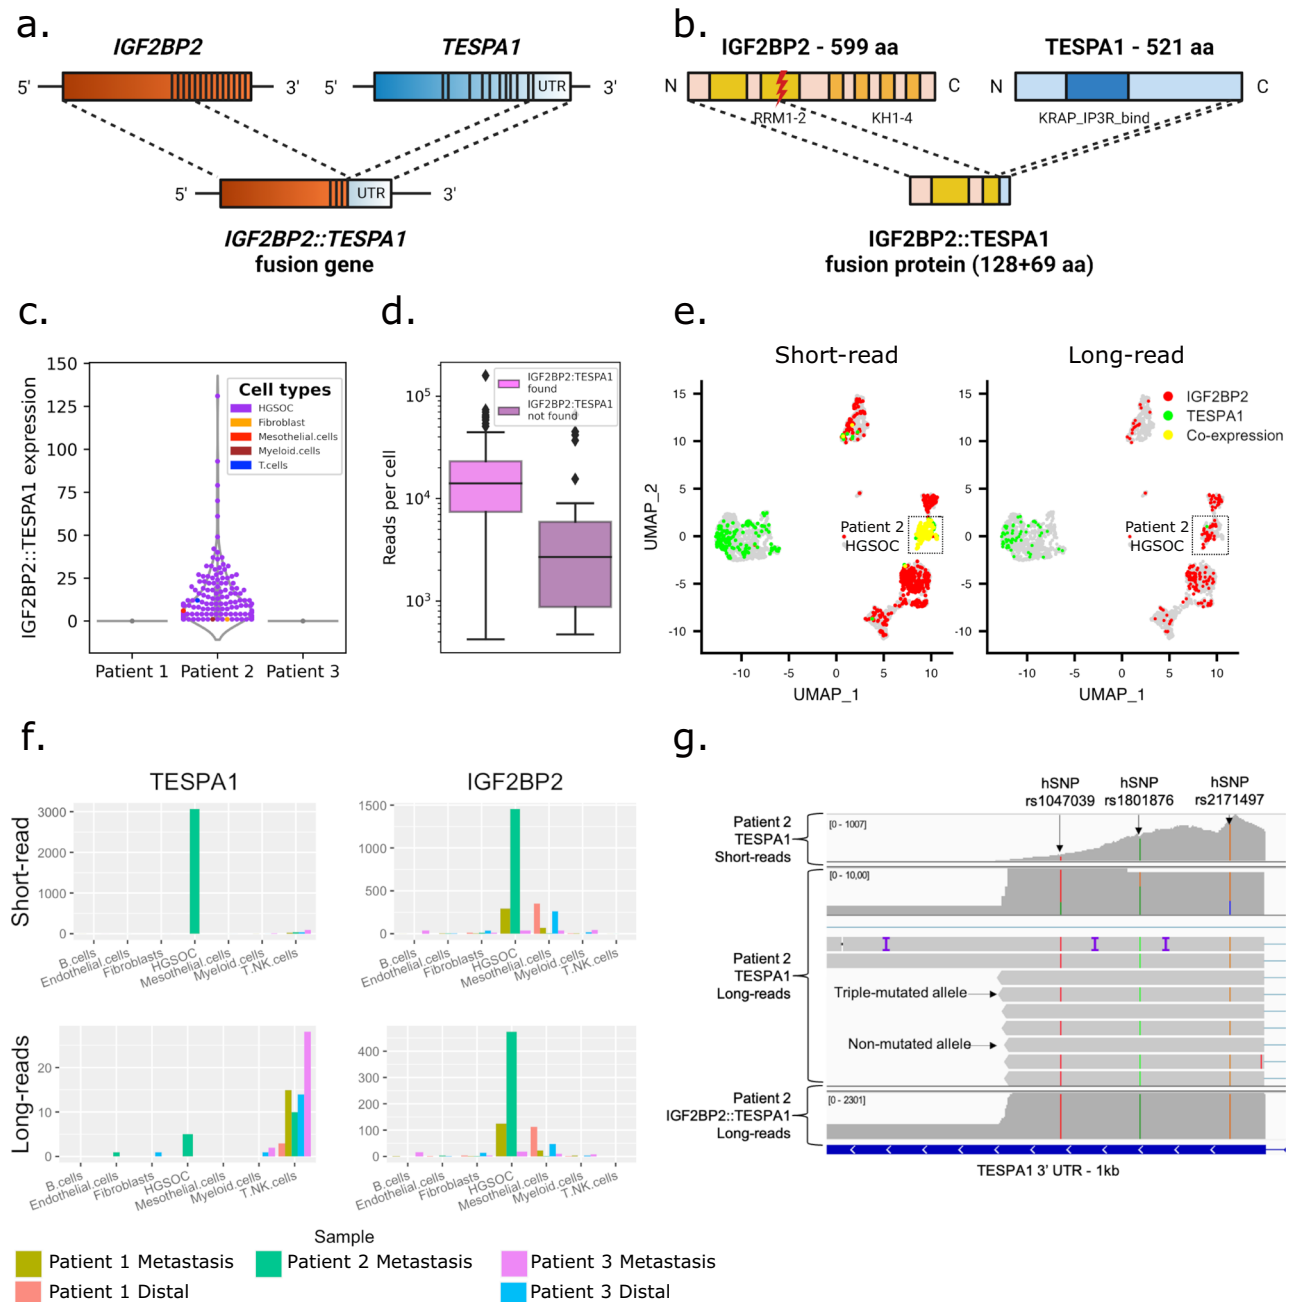 a.
IGF2BP2
TESPA1
5'
3'
5'
UTR
3'
5'
UTR
3'
IGF2BP2::TESPA1
fusion gene
b.
IGF2BP2 - 599 aa
TESPA1 - 521 aa
N
C
N
C
RRM1-2
KH1-4
KRAP_IP3R_bind
IGF2BP2::TESPA1
fusion protein (128+69 aa)
c.
IGF2BP2::TESPA1 expression
150
125
100
75
50
25
0
Cell types
HGSOC
Fibroblast
Mesothelial.cells
Myeloid.cells
T.cells
Patient 1
Patient 2
Patient 3
d.
Reads per cell
10^5
10^4
10^3
IGF2BP2:TESPA1
found
IGF2BP2:TESPA1
not found
e.
Short-read
Long-read
UMAP_2
15
10
5
0
-5
-10
Patient 2
HGSOC
-10
-5
0
5
10
UMAP_1
15
10
5
0
-5
-10
IGF2BP2
TESPA1
Co-expression
Patient 2
HGSOC
-10
-5
0
5
10
UMAP_1
f.
TESPA1
IGF2BP2
Short-read
3000
2000
1000
0
B.cells
Endothelial.cells
Fibroblasts
HGSOC
Mesothelial.cells
Myeloid.cells
T.NK.cells
1500
1000
500
0
B.cells
Endothelial.cells
Fibroblasts
HGSOC
Mesothelial.cells
Myeloid.cells
T.NK.cells
Long-reads
20
10
0
B.cells
Endothelial.cells
Fibroblasts
HGSOC
Mesothelial.cells
Myeloid.cells
T.NK.cells
400
300
200
100
0
B.cells
Endothelial.cells
Fibroblasts
HGSOC
Mesothelial.cells
Myeloid.cells
T.NK.cells
Sample
Patient 1 Metastasis
Patient 2 Metastasis
Patient 3 Metastasis
Patient 1 Distal
Patient 3 Distal
g.
hSNP
rs1047039
hSNP
rs1801876
hSNP
rs2171497
Patient 2
TESPA1
Short-reads
[0 - 1007]
[0 - 10,00]
Patient 2
TESPA1
Long-reads
Triple-mutated allele
Non-mutated allele
Patient 2
IGF2BP2::TESPA1
Long-reads
[0 - 2301]
TESPA1 3' UTR - 1kb